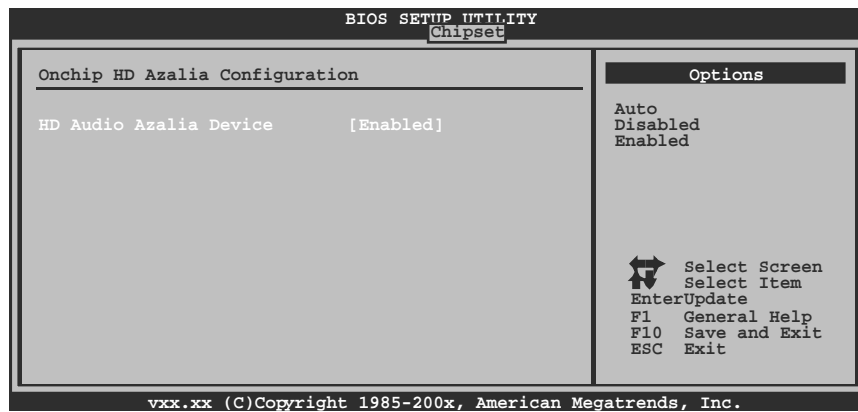 BIOS SETUP UTILITY
Chipset
Onchip HD Azalia Configuration
HD Audio Azalia Device [Enabled]
Options
Auto
Disabled
Enabled
Select Screen
Select Item
EnterUpdate
F1 General Help
F10 Save and Exit
ESC Exit
vxx.xx (C)Copyright 1985-200x, American Megatrends, Inc.